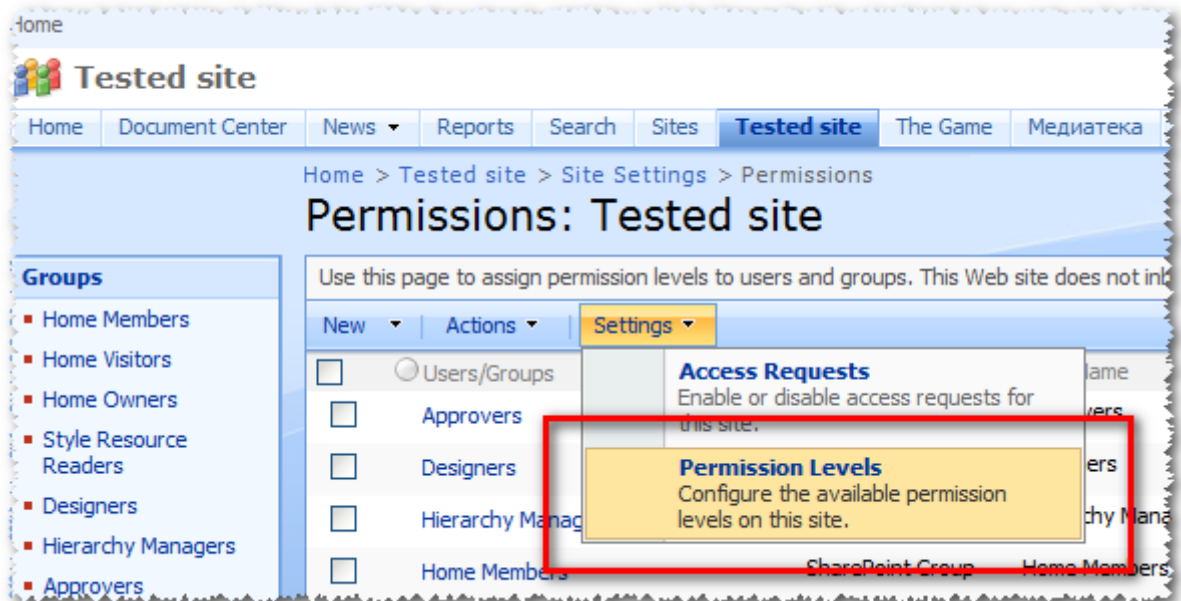 Home
Tested site
Home Document Center News Reports Search Sites Tested site The Game Медиатека
Home > Tested site > Site Settings > Permissions
Permissions: Tested site
Groups
Home Members
Home Visitors
Home Owners
Style Resource
Readers
Designers
Hierarchy Managers
Approvers
Use this page to assign permission levels to users and groups. This Web site does not inh
New Actions Settings
Users/Groups
Approvers
Designers
Hierarchy Manag
Home Members SharePoint Group Home Members
Access Requests
Enable or disable access requests for
this site.
Permission Levels
Configure the available permission
levels on this site.